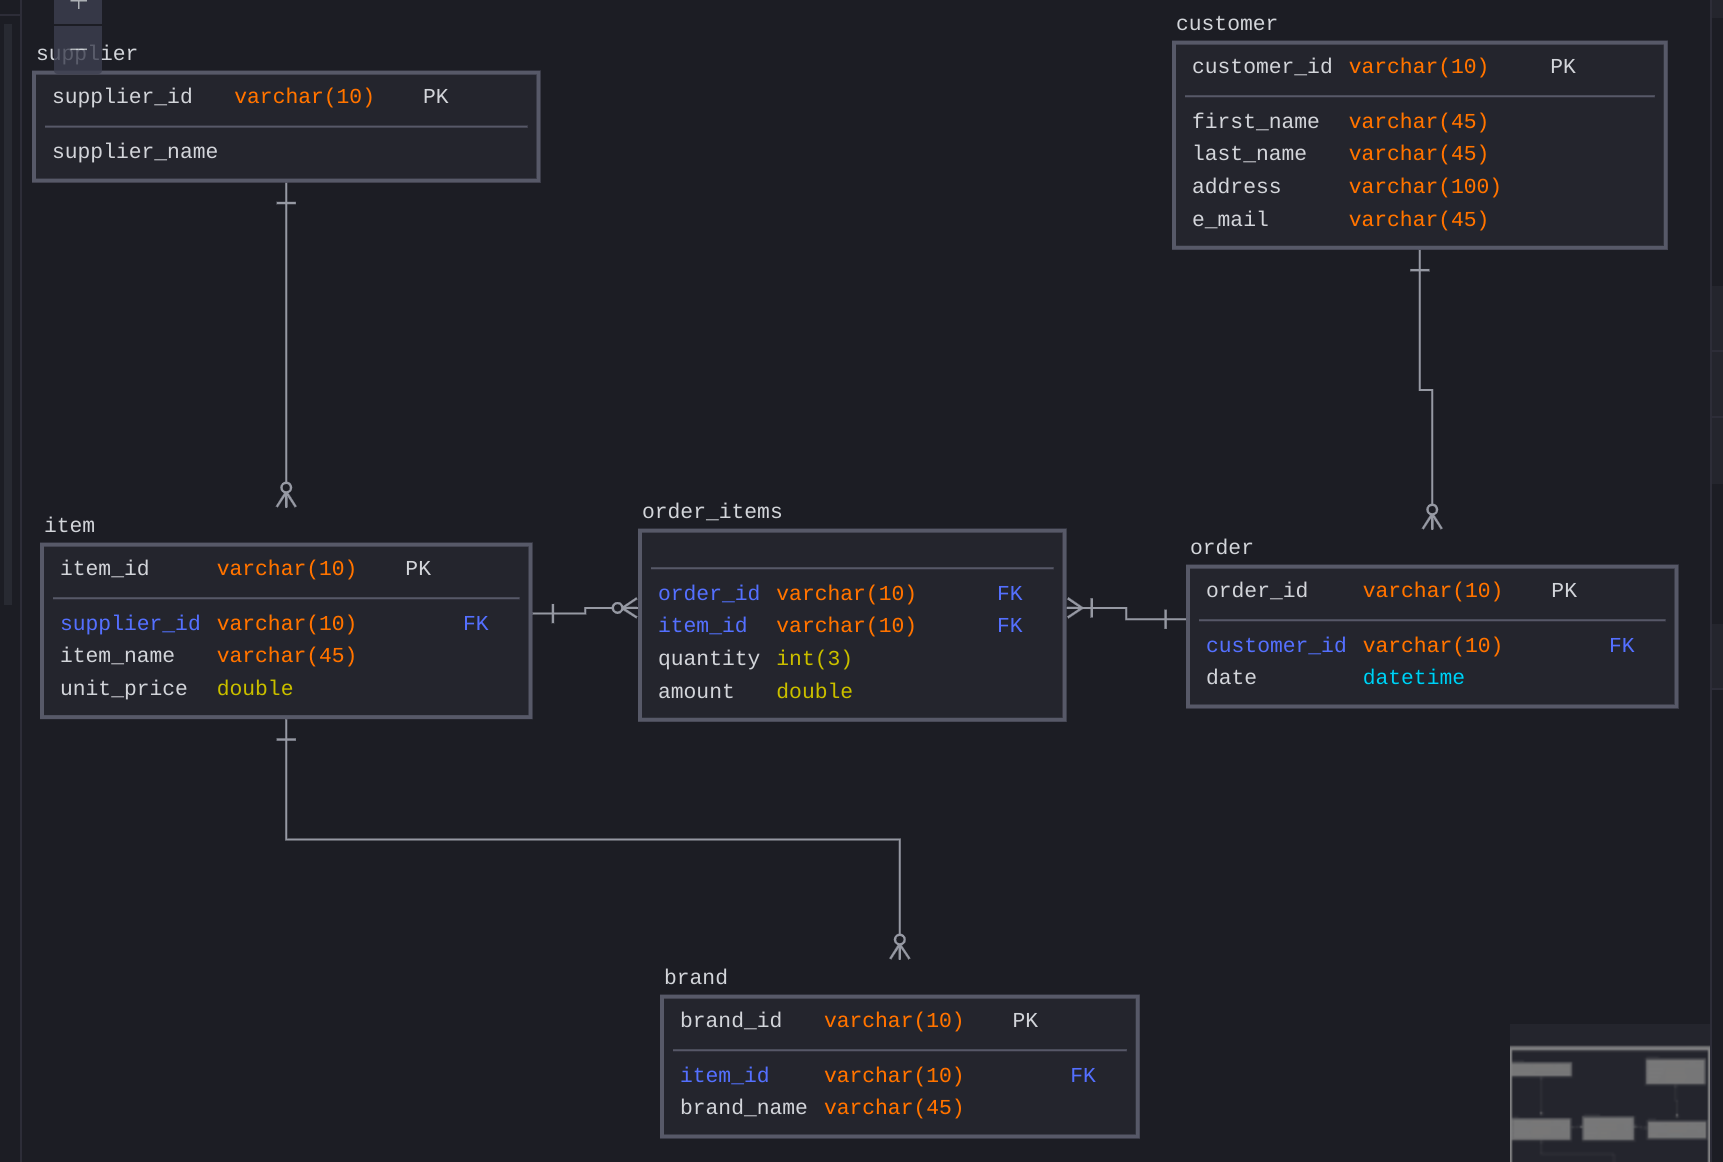 +
−
supplier
supplier_id varchar(10) PK
supplier_name
customer
customer_id varchar(10) PK
first_name varchar(45)
last_name varchar(45)
address varchar(100)
e_mail varchar(45)
item
item_id varchar(10) PK
supplier_id varchar(10) FK
item_name varchar(45)
unit_price double
order_items
order_id varchar(10) FK
item_id varchar(10) FK
quantity int(3)
amount double
order
order_id varchar(10) PK
customer_id varchar(10) FK
date datetime
brand
brand_id varchar(10) PK
item_id varchar(10) FK
brand_name varchar(45)